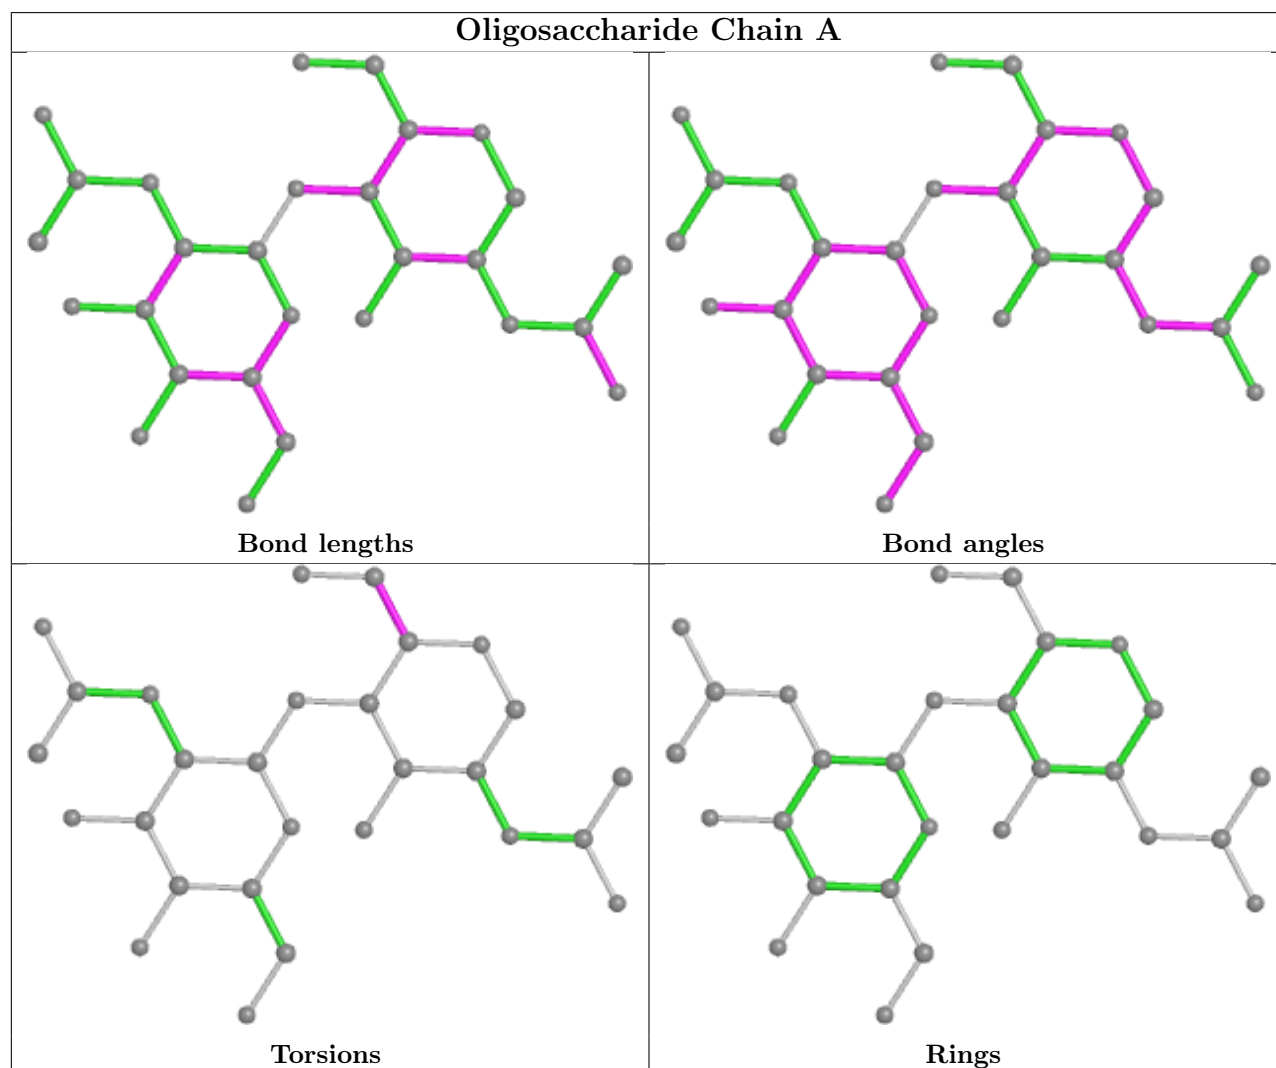 Oligosaccharide Chain A
Bond lengths
Bond angles
Torsions
Rings